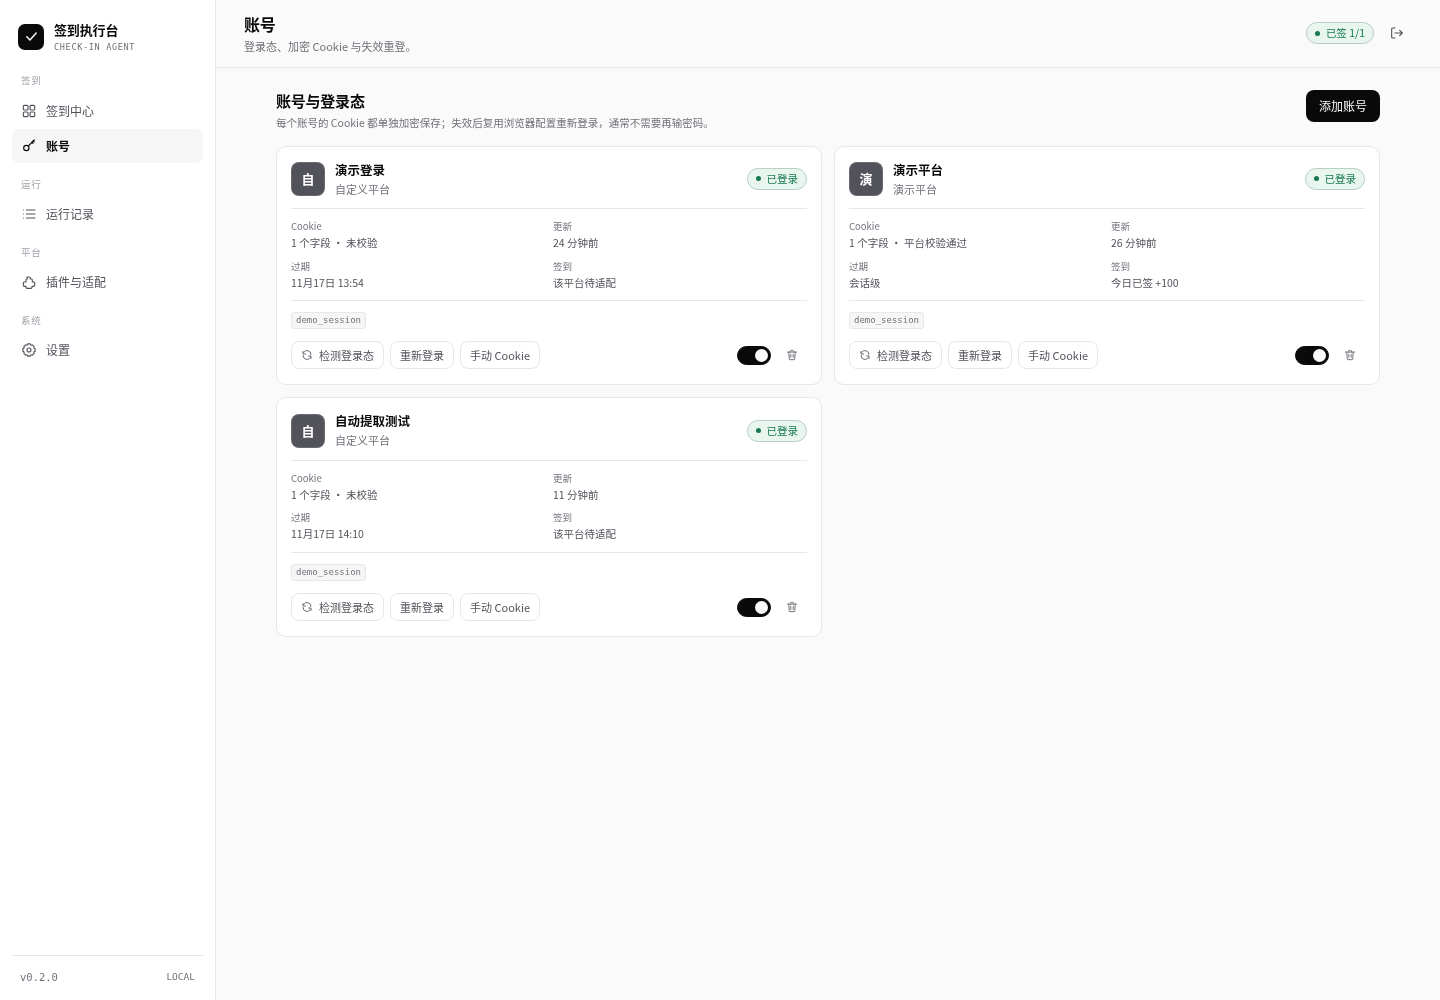 签到执行台
CHECK-IN AGENT
签到
签到中心
账号
运行
运行记录
平台
插件与适配
系统
设置
v0.2.0 LOCAL
账号
登录态、加密 Cookie 与失效重登。
已签 1/1
账号与登录态
每个账号的 Cookie 都单独加密保存；失效后复用浏览器配置重新登录，通常不需要再输密码。
添加账号
自
演示登录
自定义平台
已登录
Cookie 更新
1 个字段 · 未校验 24 分钟前
过期 签到
11月17日 13:54 该平台待适配
demo_session
检测登录态 重新登录 手动 Cookie
演
演示平台
演示平台
已登录
Cookie 更新
1 个字段 · 平台校验通过 26 分钟前
过期 签到
会话级 今日已签 +100
demo_session
检测登录态 重新登录 手动 Cookie
自
自动提取测试
自定义平台
已登录
Cookie 更新
1 个字段 · 未校验 11 分钟前
过期 签到
11月17日 14:10 该平台待适配
demo_session
检测登录态 重新登录 手动 Cookie